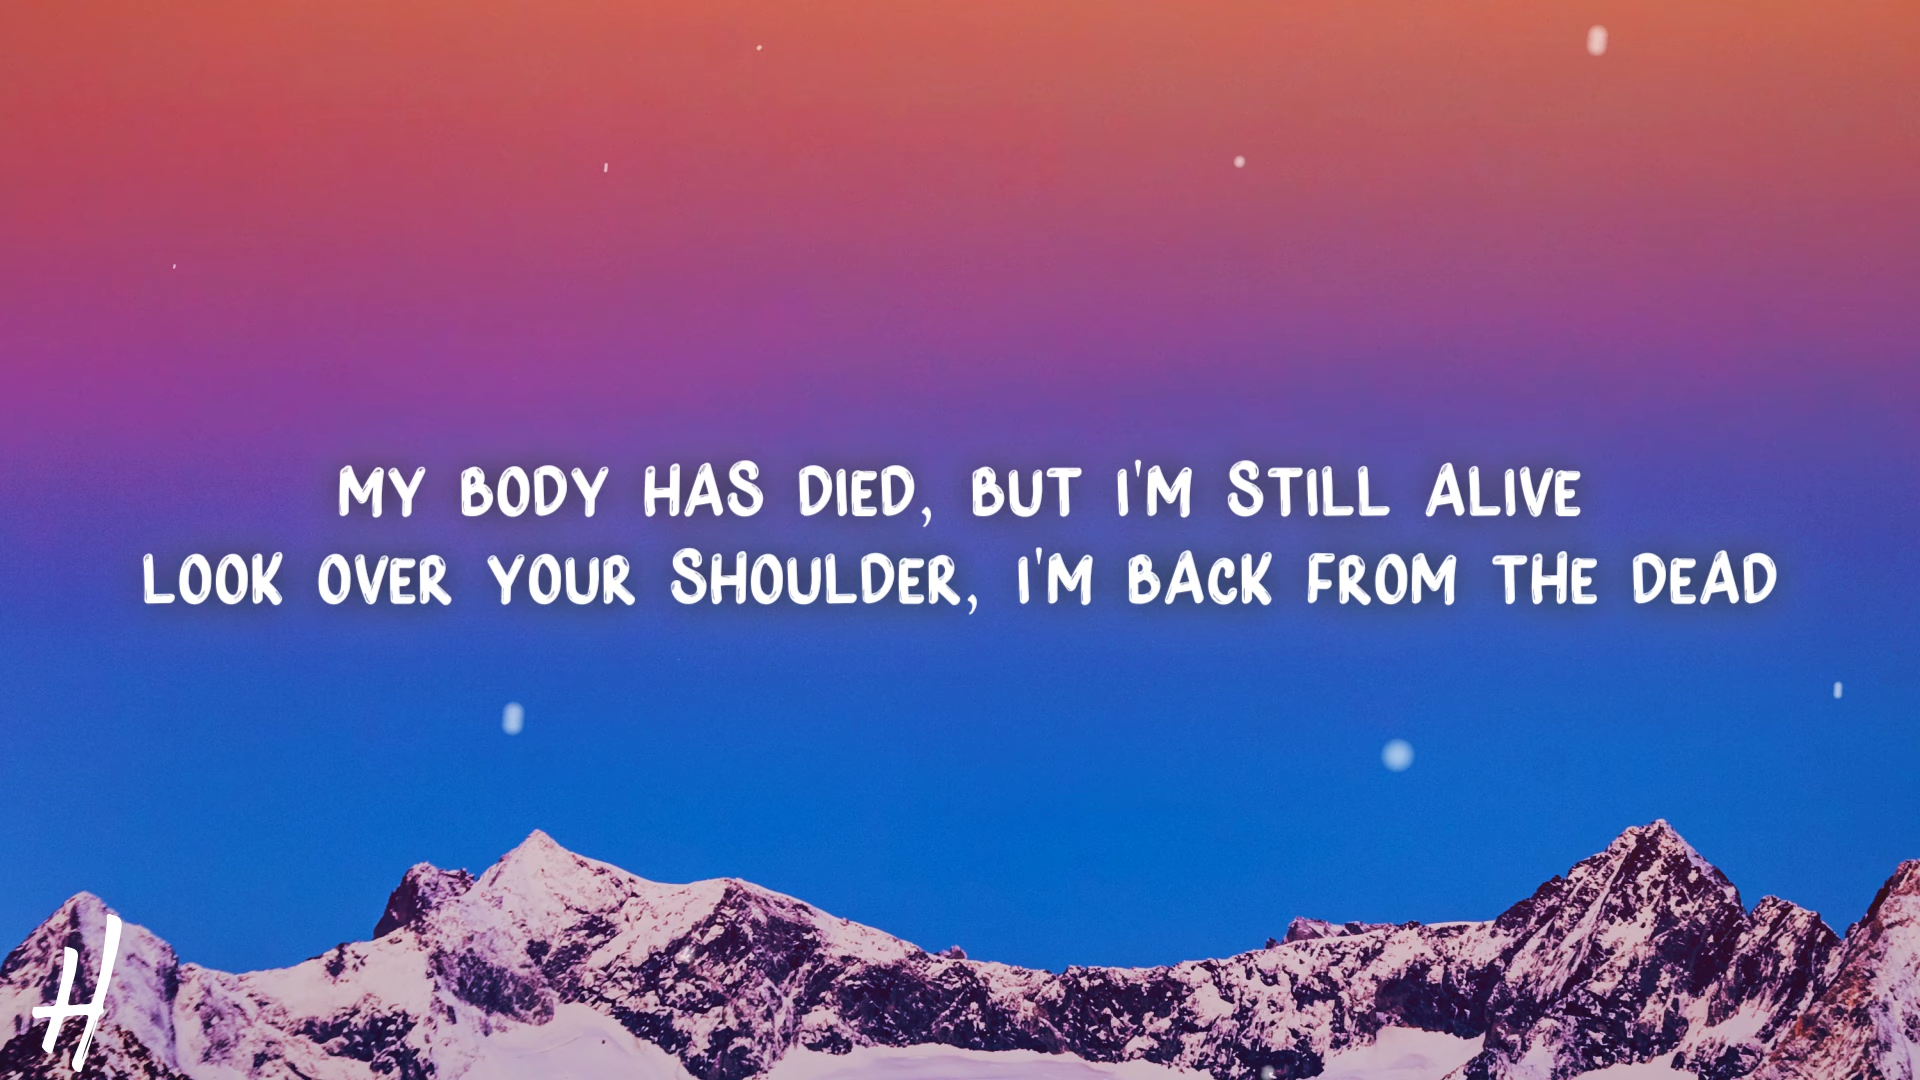 MY BODY HAS DIED, BUT I'M STILL ALIVE
LOOK OVER YOUR SHOULDER, I'M BACK FROM THE DEAD
H